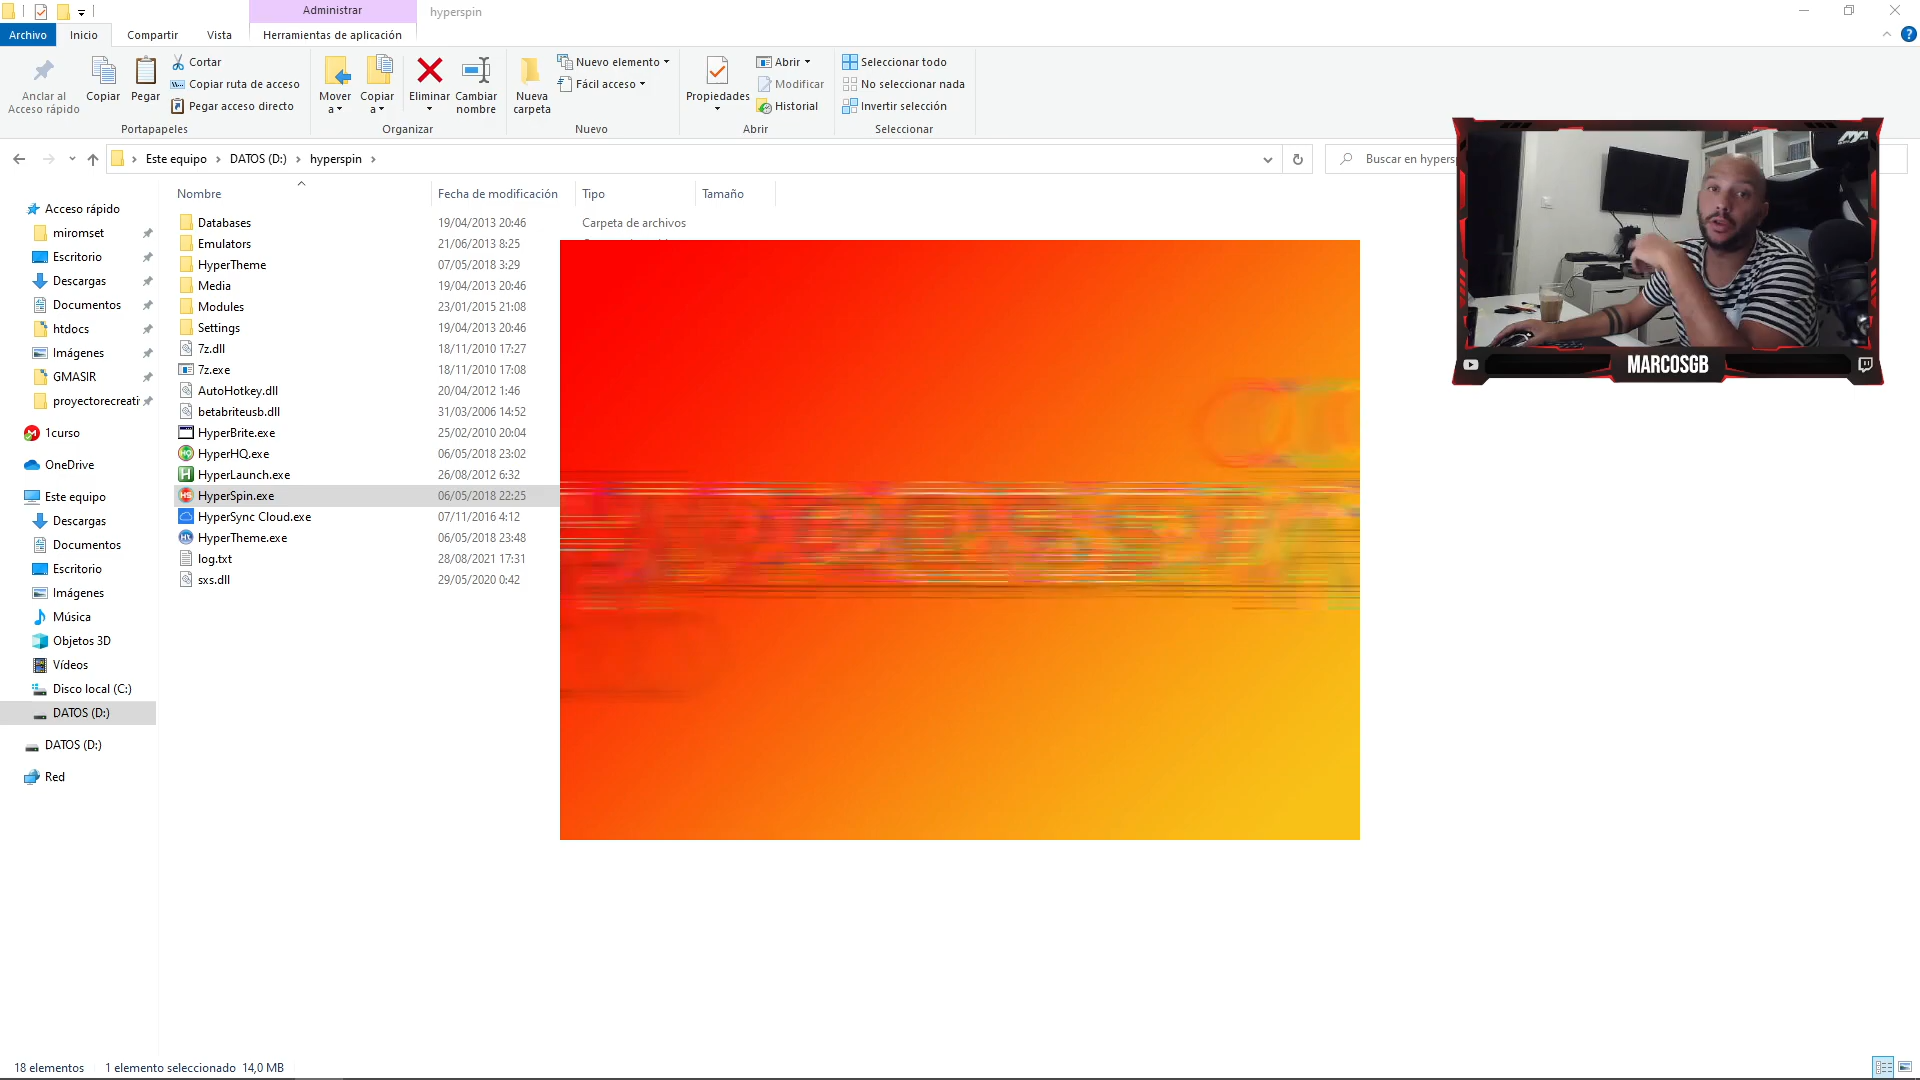 Administrar
hyperspin
Archivo
Inicio
Compartir
Vista
Herramientas de aplicación
Anclar al
Acceso rápido
Copiar
Pegar
Cortar
Copiar ruta de acceso
Pegar acceso directo
Portapapeles
Mover
a
Copiar
a
Eliminar
Cambiar
nombre
Organizar
Nueva
carpeta
Nuevo elemento
Fácil acceso
Nuevo
Propiedades
Abrir
Modificar
Historial
Abrir
Seleccionar todo
No seleccionar nada
Invertir selección
Seleccionar
Este equipo
DATOS (D:)
hyperspin
Buscar en hypers
Nombre
Fecha de modificación
Tipo
Tamaño
Acceso rápido
miromset
Escritorio
Descargas
Documentos
htdocs
Imágenes
GMASIR
proyectorecreati
1curso
OneDrive
Este equipo
Descargas
Documentos
Escritorio
Imágenes
Música
Objetos 3D
Vídeos
Disco local (C:)
DATOS (D:)
DATOS (D:)
Red
Databases 19/04/2013 20:46 Carpeta de archivos
Emulators 21/06/2013 8:25
HyperTheme 07/05/2018 3:29
Media 19/04/2013 20:46
Modules 23/01/2015 21:08
Settings 19/04/2013 20:46
7z.dll 18/11/2010 17:27
7z.exe 18/11/2010 17:08
AutoHotkey.dll 20/04/2012 1:46
betabriteusb.dll 31/03/2006 14:52
HyperBrite.exe 25/02/2010 20:04
HyperHQ.exe 06/05/2018 23:02
HyperLaunch.exe 26/08/2012 6:32
HyperSpin.exe 06/05/2018 22:25
HyperSync Cloud.exe 07/11/2016 4:12
HyperTheme.exe 06/05/2018 23:48
log.txt 28/08/2021 17:31
sxs.dll 29/05/2020 0:42
MARCOSGB
18 elementos
1 elemento seleccionado 14,0 MB